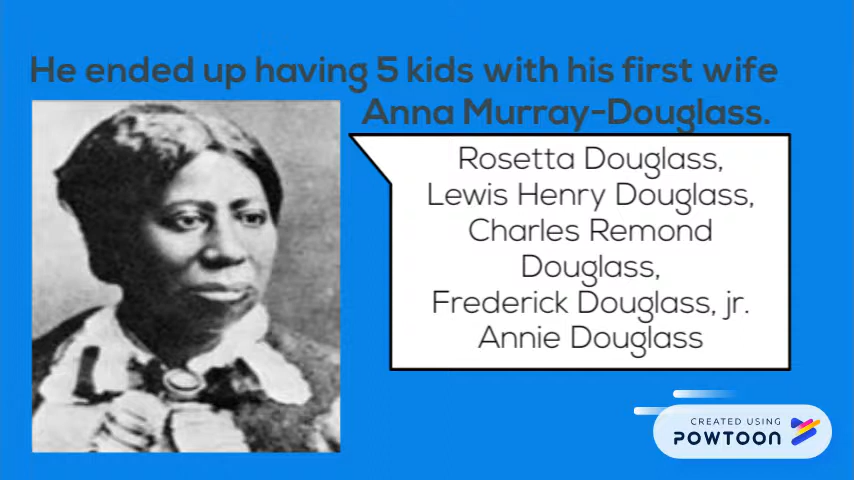 He ended up having 5 kids with his first wife
Anna Murray-Douglass.
Rosetta Douglass,
Lewis Henry Douglass,
Charles Remond
Douglass,
Frederick Douglass, jr.
Annie Douglass
CREATED USING
POWTOON